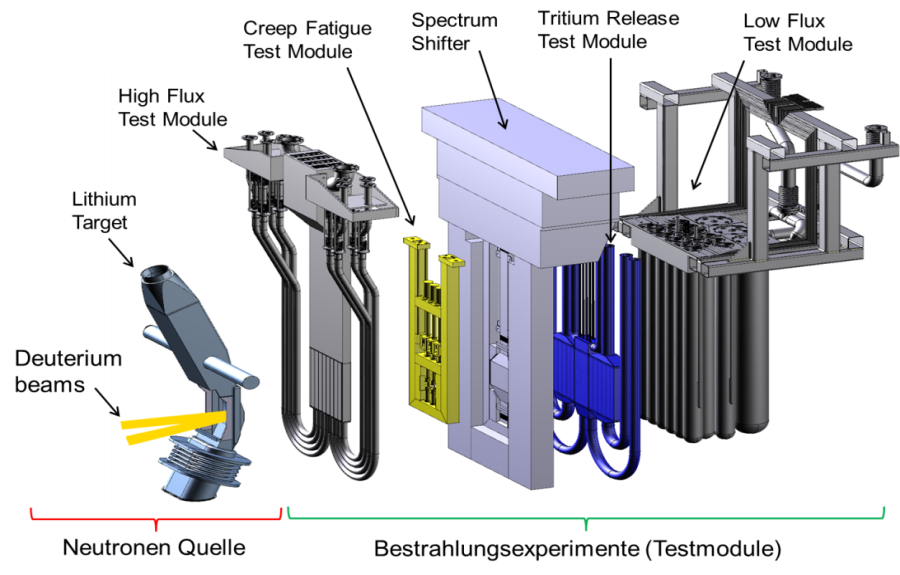 Creep Fatigue
Test Module
Spectrum
Shifter
Tritium Release
Test Module
Low Flux
Test Module
High Flux
Test Module
Lithium
Target
Deuterium
beams
Neutronen Quelle
Bestrahlungsexperimente (Testmodule)